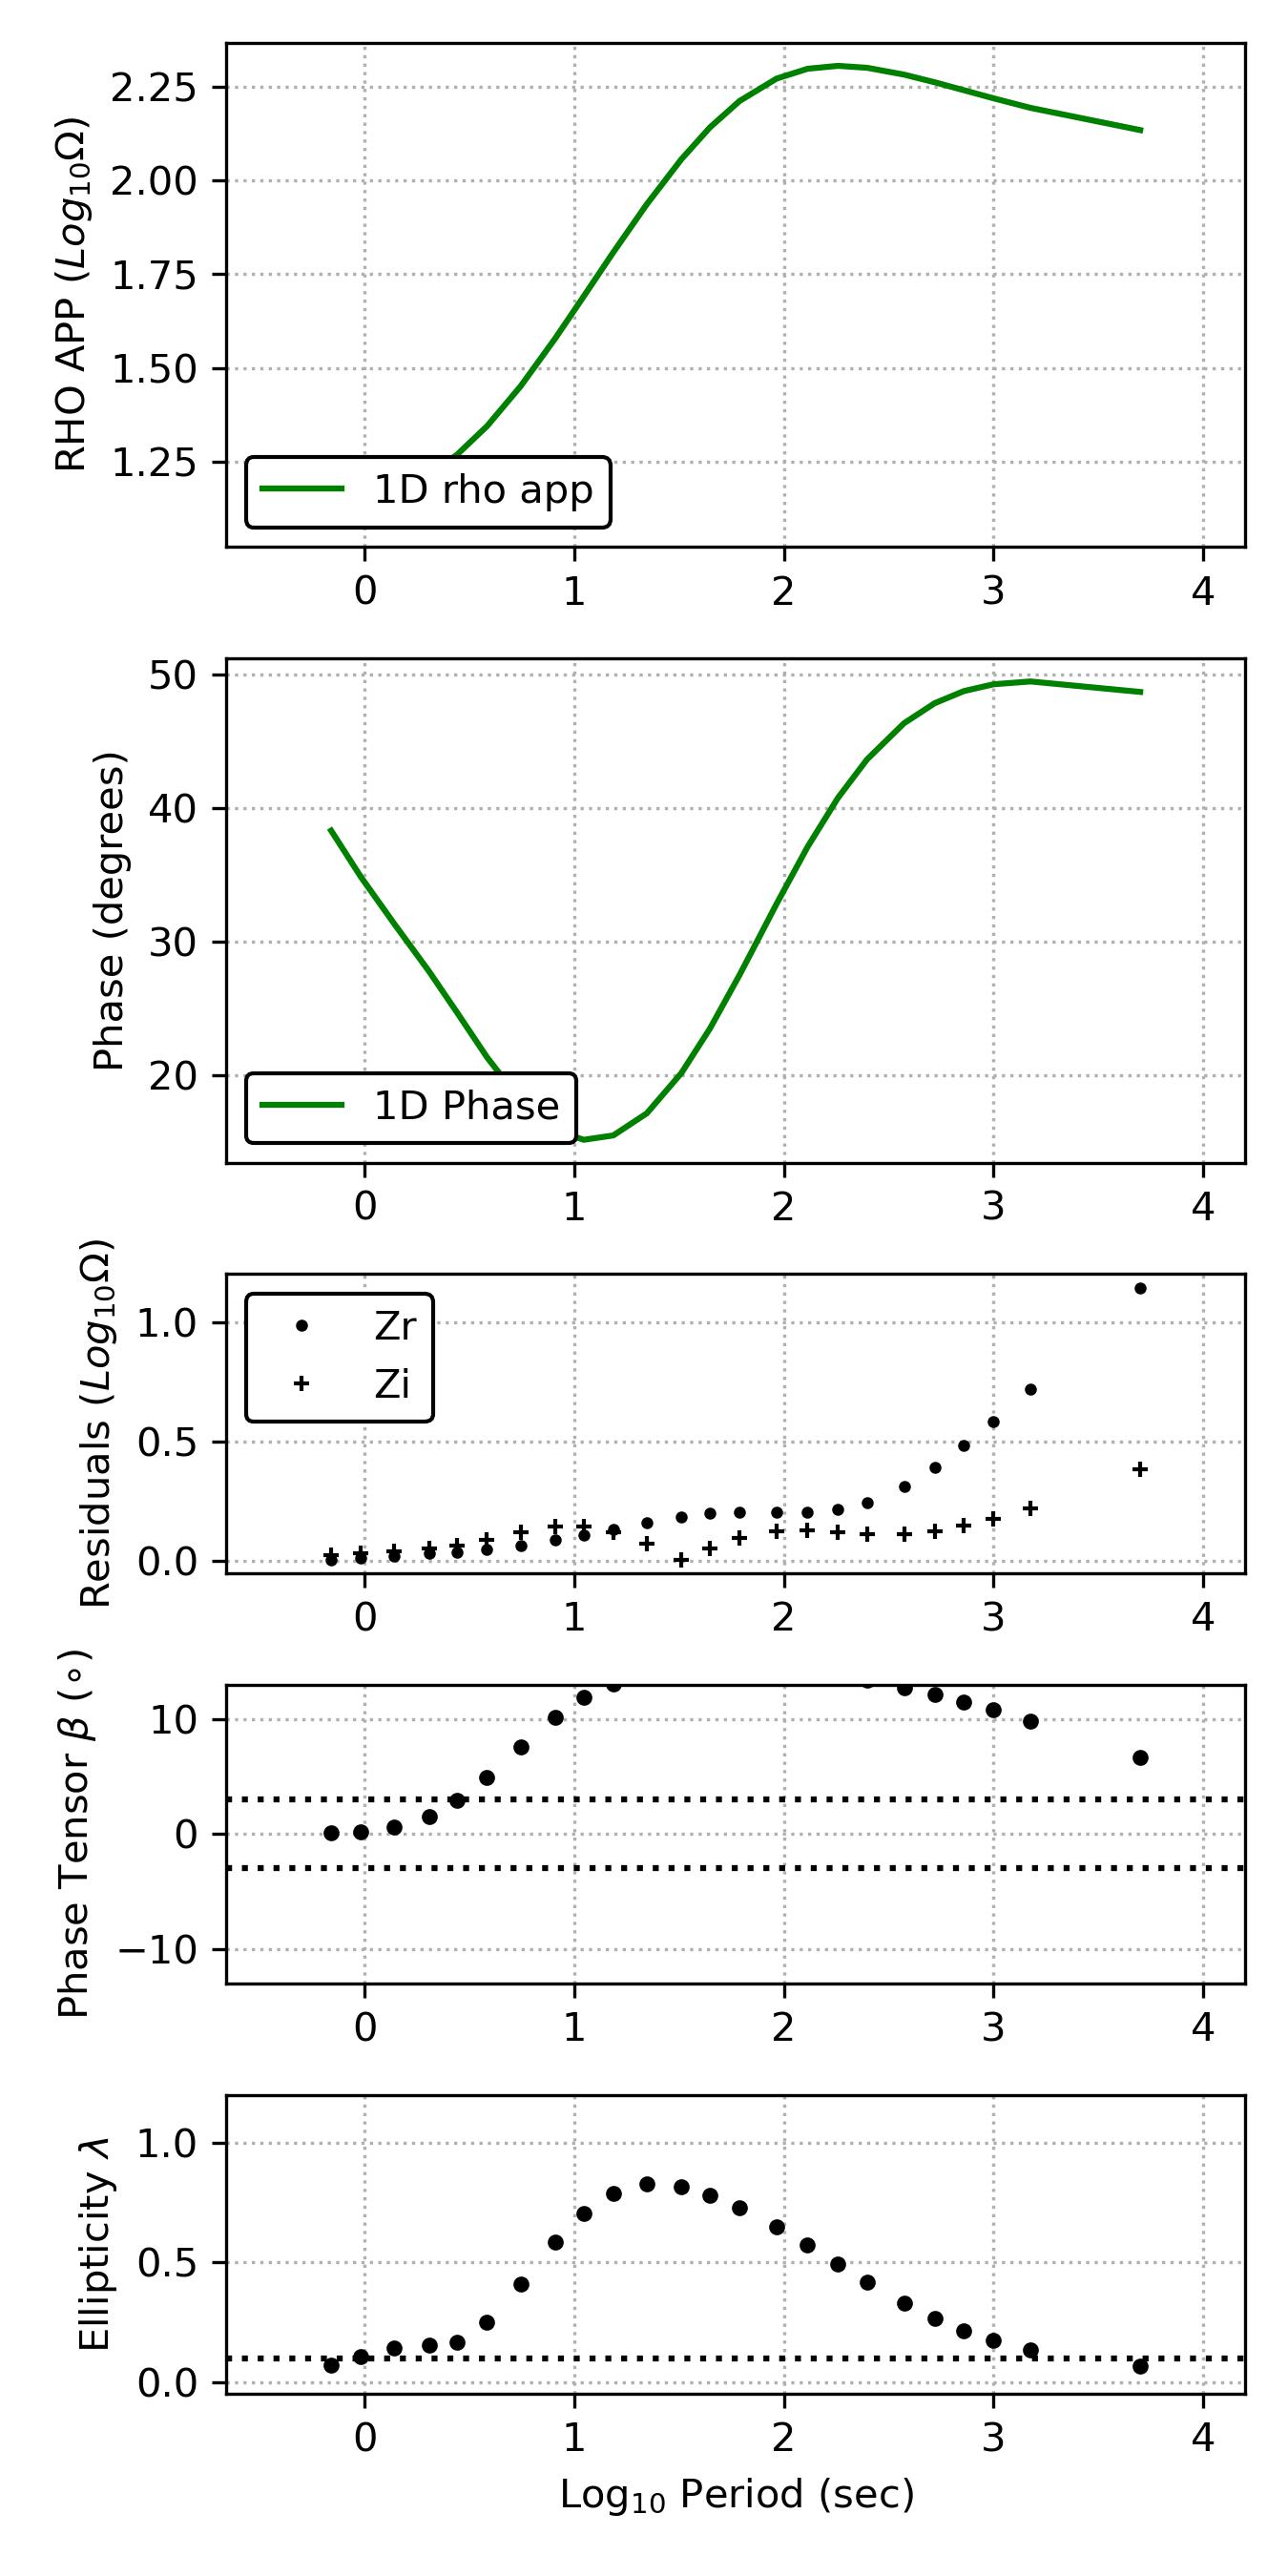 RHO APP (Log₁₀Ω)
2.25
2.00
1.75
1.50
1.25
1D rho app
0 1 2 3 4
Phase (degrees)
50
40
30
20
1D Phase
0 1 2 3 4
Residuals (Log₁₀Ω)
1.0
0.5
0.0
Zr
Zi
0 1 2 3 4
Phase Tensor β (∘)
10
0
−10
0 1 2 3 4
Ellipticity λ
1.0
0.5
0.0
0 1 2 3 4
Log₁₀ Period (sec)